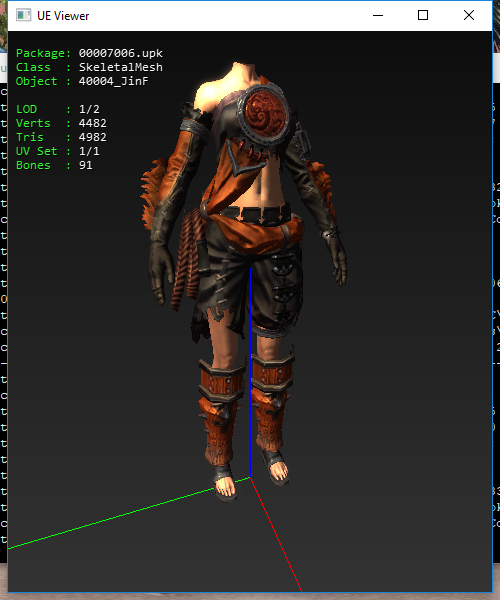 UE Viewer
Package: 00007006.upk
Class : SkeletalMesh
Object : 40004_JinF
LOD : 1/2
Verts : 4482
Tris : 4982
UV Set : 1/1
Bones : 91